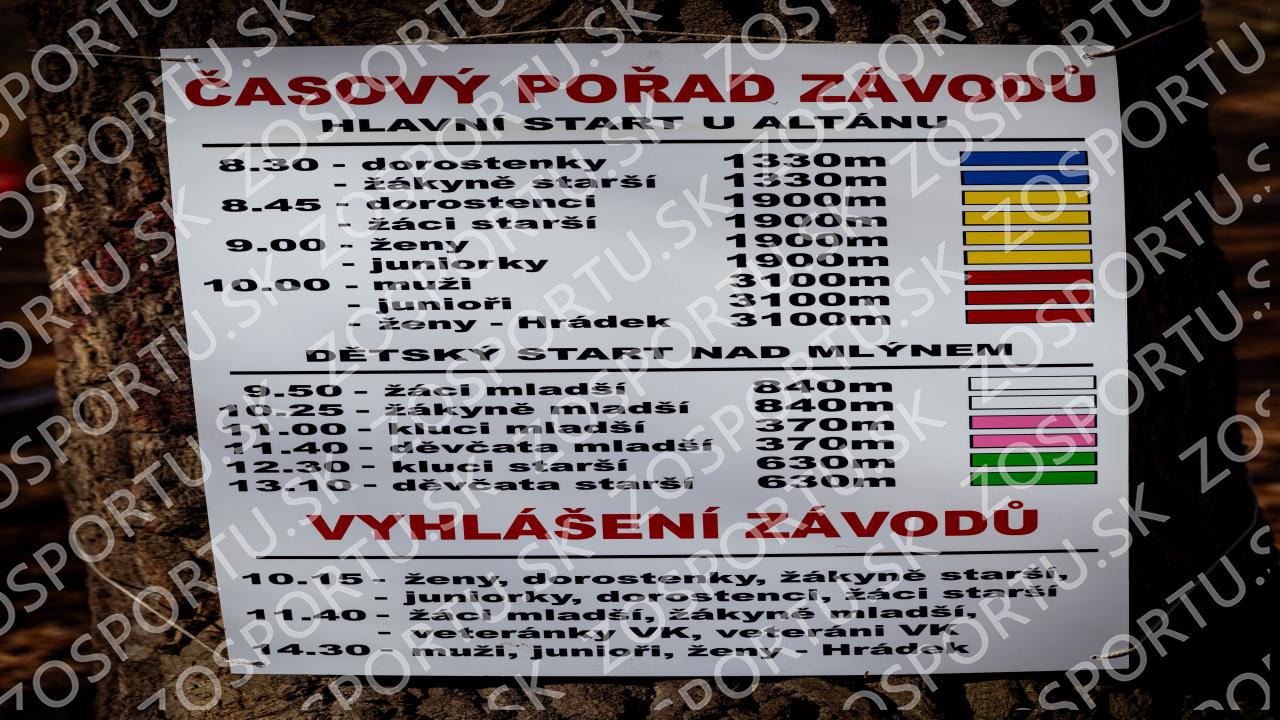 ČASOVÝ POŘAD ZÁVODŮ
HLAVNÍ START U ALTÁNU
8.30 - dorostenky 1330m
- žákyně starší 1330m
8.45 - dorostenci 1900m
- žáci starší 1900m
9.00 - ženy 1900m
- juniorky 1900m
10.00 - muži 3100m
- junioři 3100m
- ženy - Hrádek 3100m
DĚTSKÝ START NAD MLÝNEM
9.50 - žáci mladší 840m
10.25 - žákyně mladší 840m
11.00 - kluci mladší 370m
11.40 - děvčata mladší 370m
12.30 - kluci starší 630m
13.10 - děvčata starší 630m
VYHLÁŠENÍ ZÁVODŮ
10.15 - ženy, dorostenky, žákyně starší,
- juniorky, dorostenci, žáci starší
11.40 - žáci mladší, žákyně mladší,
- veteránky VK, veteráni VK
14.30 - muži, junioři, ženy - Hrádek
ZOSPORTU.SK